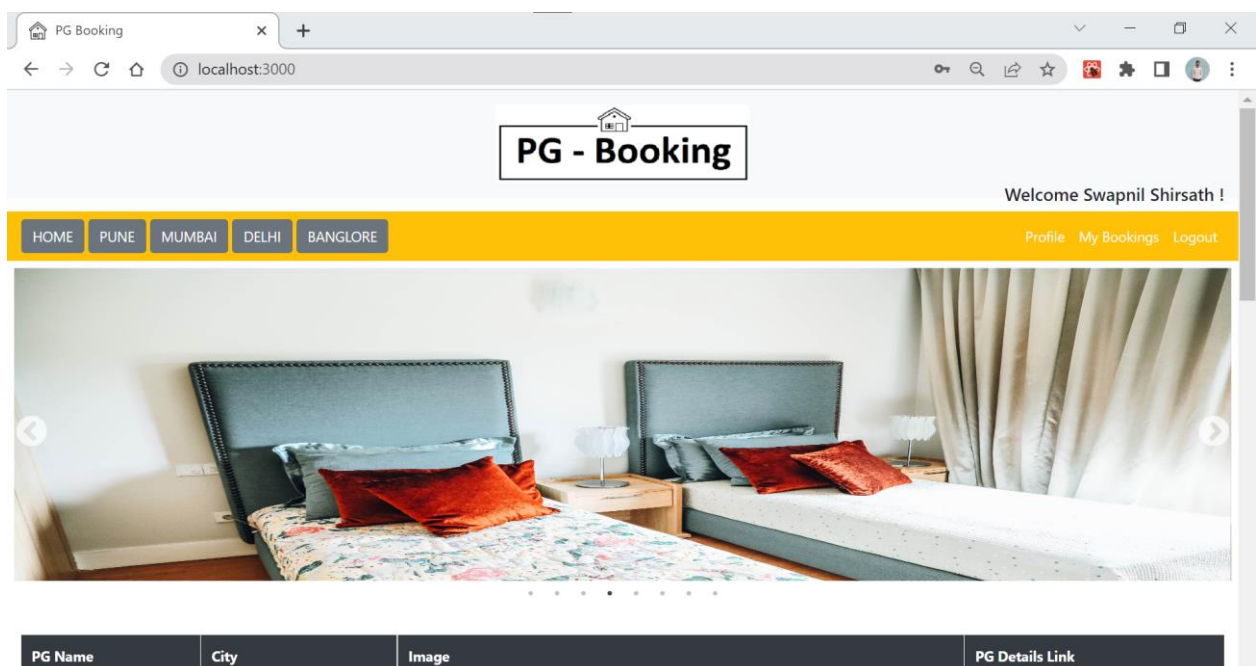 PG Booking
localhost:3000
PG - Booking
Welcome Swapnil Shirsath !
HOME PUNE MUMBAI DELHI BANGLORE Profile My Bookings Logout
PG Name City Image PG Details Link